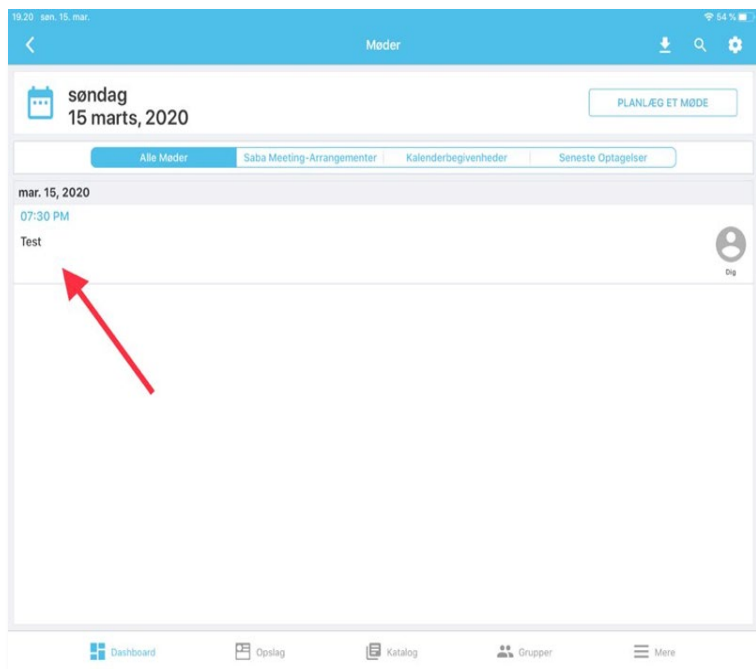 19.20 søn. 15. mar. 54 %
Møder
søndag
15 marts, 2020
PLANLÆG ET MØDE
Alle Møder Saba Meeting-Arrangementer Kalenderbegivenheder Seneste Optagelser
mar. 15, 2020
07:30 PM
Test
Dig
Dashboard Opslag Katalog Grupper Mere